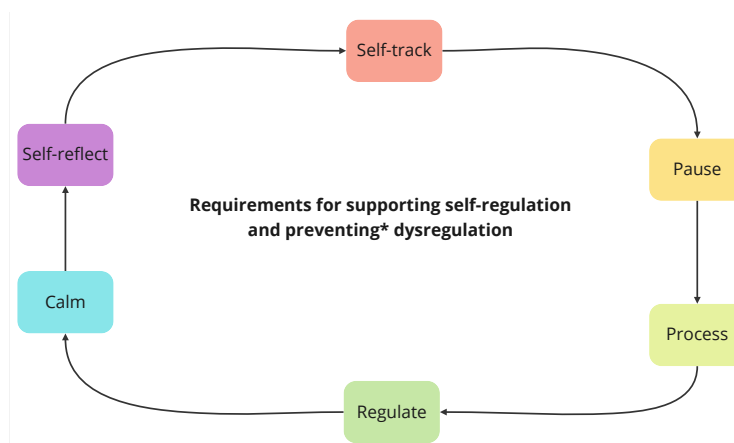 Self-track
Self-reflect
Pause
Requirements for supporting self-regulation
and preventing* dysregulation
Calm
Process
Regulate